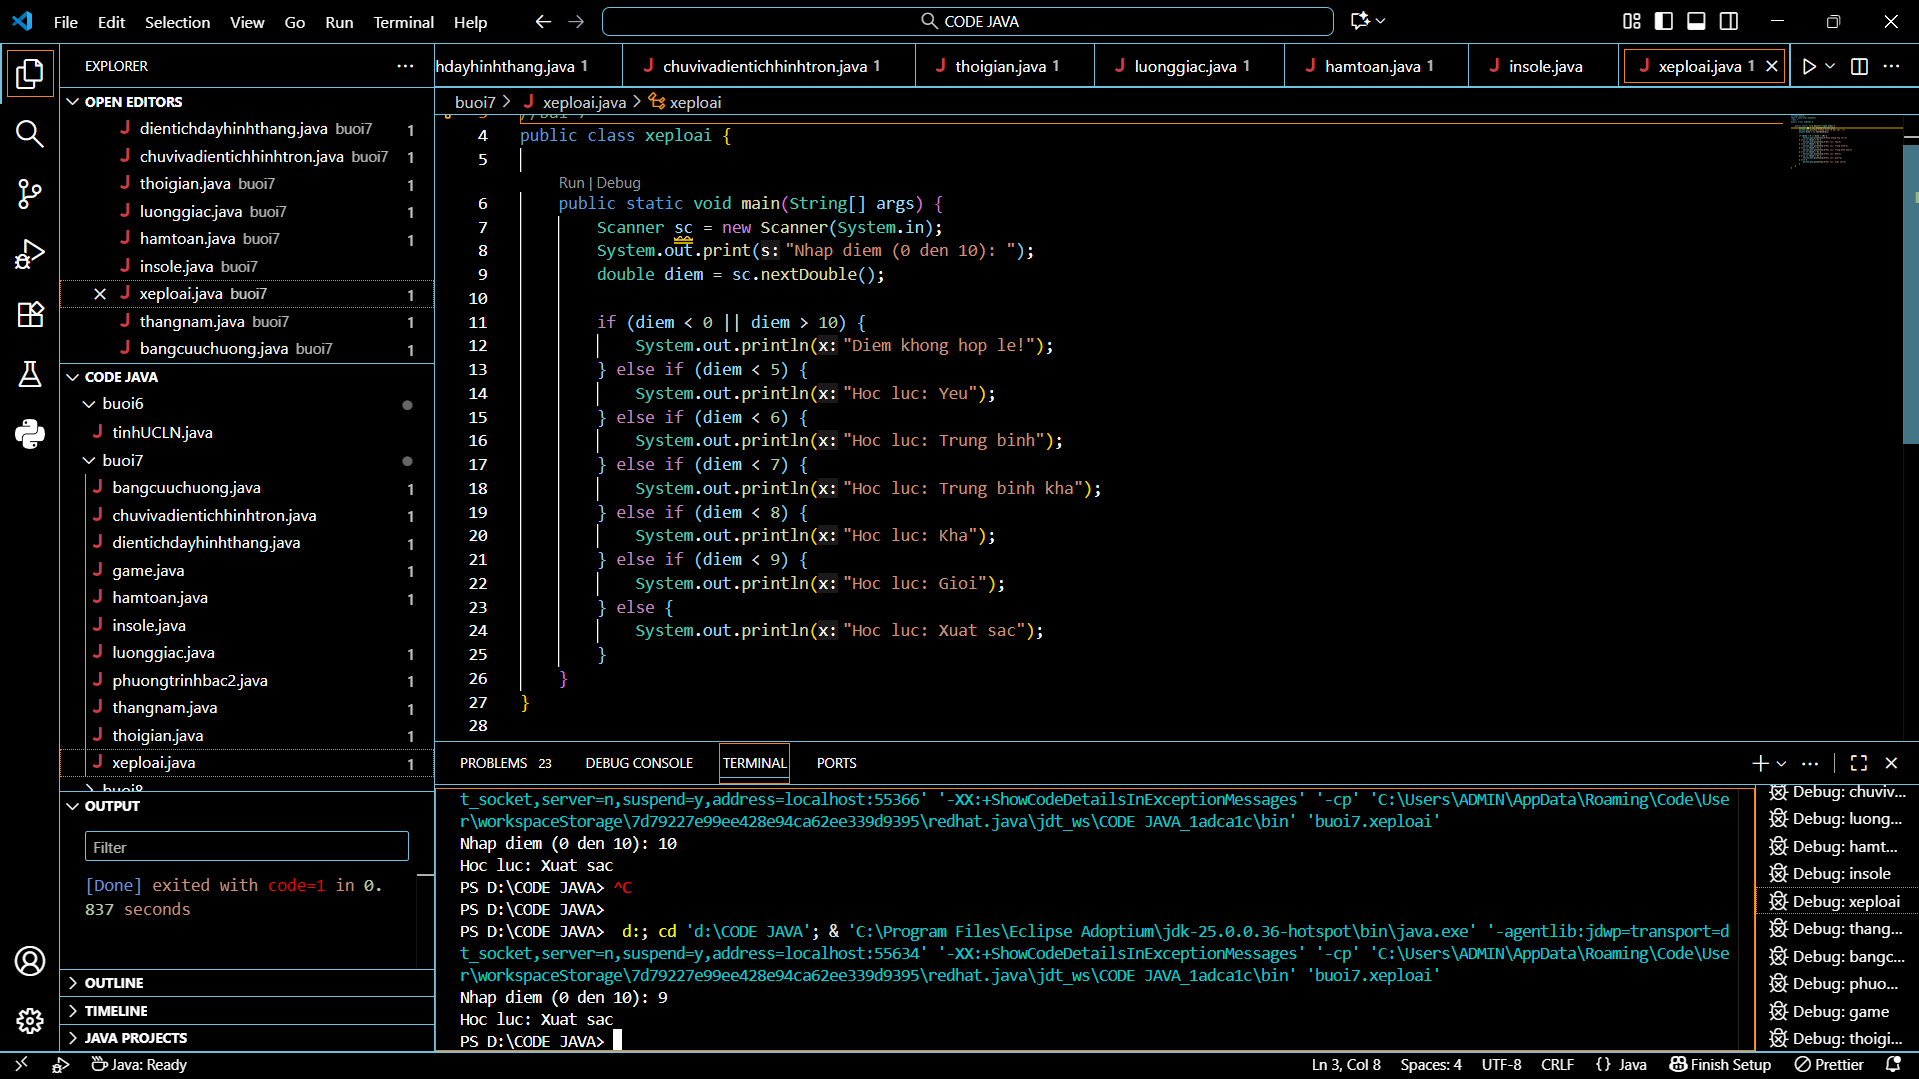 File Edit Selection View Go Run Terminal Help
CODE JAVA
EXPLORER
OPEN EDITORS
dientichdayhinhthang.java buoi7 1
chuvivadientichhinhtron.java buoi7 1
thoigian.java buoi7 1
luonggiac.java buoi7 1
hamtoan.java buoi7 1
insole.java buoi7
xeploai.java buoi7 1
thangnam.java buoi7 1
bangcuuchuong.java buoi7 1
CODE JAVA
buoi6
tinhUCLN.java
buoi7
bangcuuchuong.java 1
chuvivadientichhinhtron.java 1
dientichdayhinhthang.java 1
game.java 1
hamtoan.java 1
insole.java
luonggiac.java 1
phuongtrinhbac2.java 1
thangnam.java 1
thoigian.java 1
xeploai.java 1
OUTPUT
Filter
[Done] exited with code=1 in 0.
837 seconds
OUTLINE
TIMELINE
JAVA PROJECTS
hdayhinhthang.java 1 chuvivadientichhinhtron.java 1 thoigian.java 1 luonggiac.java 1 hamtoan.java 1 insole.java xeploai.java 1
buoi7 > xeploai.java > xeploai
4 public class xeploai {
5
Run | Debug
6 public static void main(String[] args) {
7 Scanner sc = new Scanner(System.in);
8 System.out.print(s: "Nhap diem (0 den 10): ");
9 double diem = sc.nextDouble();
10
11 if (diem < 0 || diem > 10) {
12 System.out.println(x: "Diem khong hop le!");
13 } else if (diem < 5) {
14 System.out.println(x: "Hoc luc: Yeu");
15 } else if (diem < 6) {
16 System.out.println(x: "Hoc luc: Trung binh");
17 } else if (diem < 7) {
18 System.out.println(x: "Hoc luc: Trung binh kha");
19 } else if (diem < 8) {
20 System.out.println(x: "Hoc luc: Kha");
21 } else if (diem < 9) {
22 System.out.println(x: "Hoc luc: Gioi");
23 } else {
24 System.out.println(x: "Hoc luc: Xuat sac");
25 }
26 }
27 }
28
PROBLEMS 23 DEBUG CONSOLE TERMINAL PORTS
t_socket,server=n,suspend=y,address=localhost:55366' '-XX:+ShowCodeDetailsInExceptionMessages' '-cp' 'C:\Users\ADMIN\AppData\Roaming\Code\Use
r\workspaceStorage\7d79227e99ee428e94ca62ee339d9395\redhat.java\jdt_ws\CODE JAVA_1adca1c\bin' 'buoi7.xeploai'
Nhap diem (0 den 10): 10
Hoc luc: Xuat sac
PS D:\CODE JAVA> ^C
PS D:\CODE JAVA>
PS D:\CODE JAVA> d:; cd 'd:\CODE JAVA'; & 'C:\Program Files\Eclipse Adoptium\jdk-25.0.0.36-hotspot\bin\java.exe' '-agentlib:jdwp=transport=d
t_socket,server=n,suspend=y,address=localhost:55634' '-XX:+ShowCodeDetailsInExceptionMessages' '-cp' 'C:\Users\ADMIN\AppData\Roaming\Code\Use
r\workspaceStorage\7d79227e99ee428e94ca62ee339d9395\redhat.java\jdt_ws\CODE JAVA_1adca1c\bin' 'buoi7.xeploai'
Nhap diem (0 den 10): 9
Hoc luc: Xuat sac
PS D:\CODE JAVA>
Debug: chuviv...
Debug: luong...
Debug: hamt...
Debug: insole
Debug: xeploai
Debug: thang...
Debug: bangc...
Debug: phuo...
Debug: game
Debug: thoigi...
Java: Ready
Ln 3, Col 8 Spaces: 4 UTF-8 CRLF {} Java Finish Setup Prettier